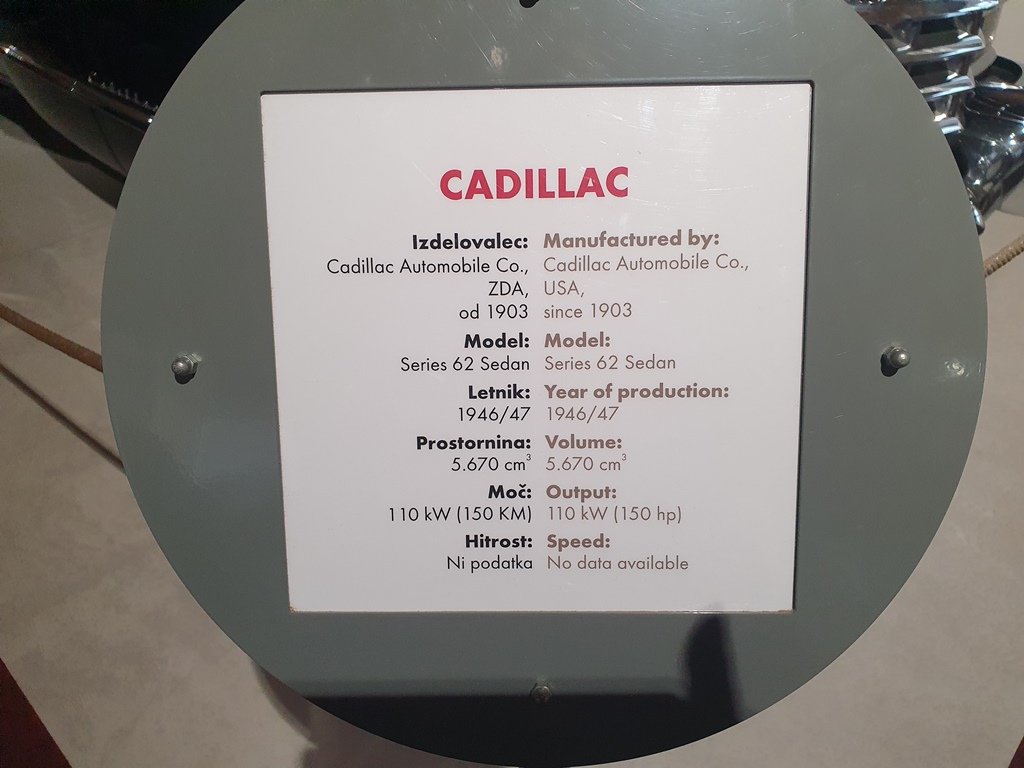 CADILLAC
Izdelovalec: Manufactured by:
Cadillac Automobile Co., Cadillac Automobile Co.,
ZDA, USA,
od 1903 since 1903
Model: Model:
Series 62 Sedan Series 62 Sedan
Letnik: Year of production:
1946/47 1946/47
Prostornina: Volume:
5.670 cm³ 5.670 cm³
Moč: Output:
110 kW (150 KM) 110 kW (150 hp)
Hitrost: Speed:
Ni podatka No data available